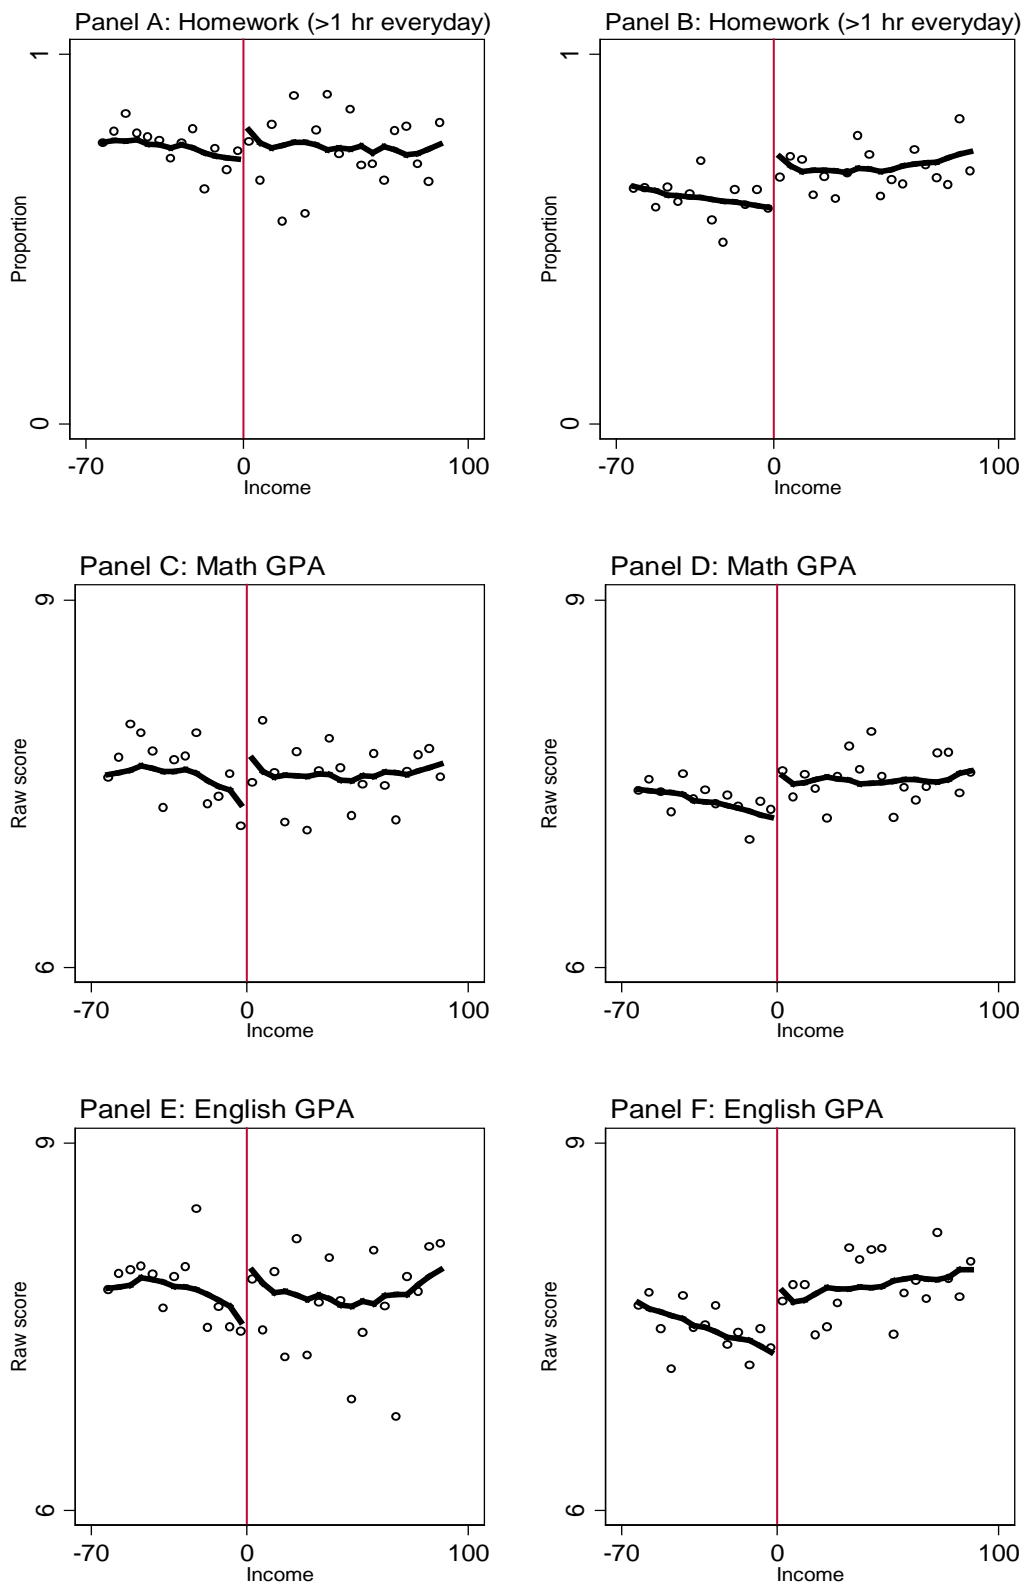 Panel A: Homework (>1 hr everyday)
1
Proportion
0
-70
0
100
Income
Panel B: Homework (>1 hr everyday)
1
Proportion
0
-70
0
100
Income
Panel C: Math GPA
9
Raw score
6
-70
0
100
Income
Panel D: Math GPA
9
Raw score
6
-70
0
100
Income
Panel E: English GPA
9
Raw score
6
-70
0
100
Income
Panel F: English GPA
9
Raw score
6
-70
0
100
Income